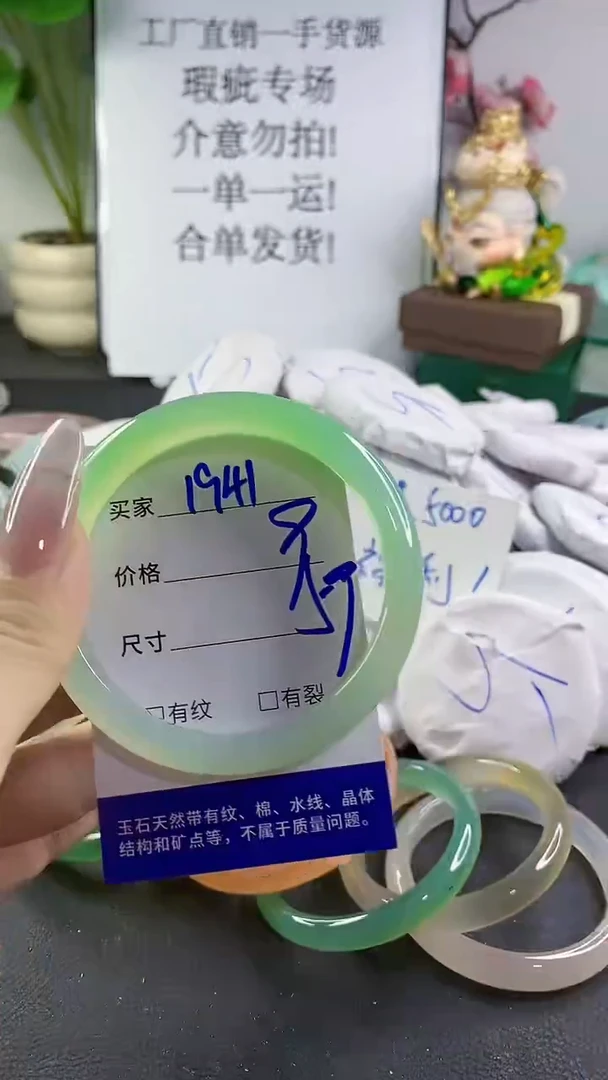 工厂直销一手货源
瑕疵专场
介意勿拍!
一单一运!
合单发货!
买家 1941
价格
尺寸
□有纹 □有裂
玉石天然带有纹、棉、水线、晶体
结构和矿点等，不属于质量问题。
5000